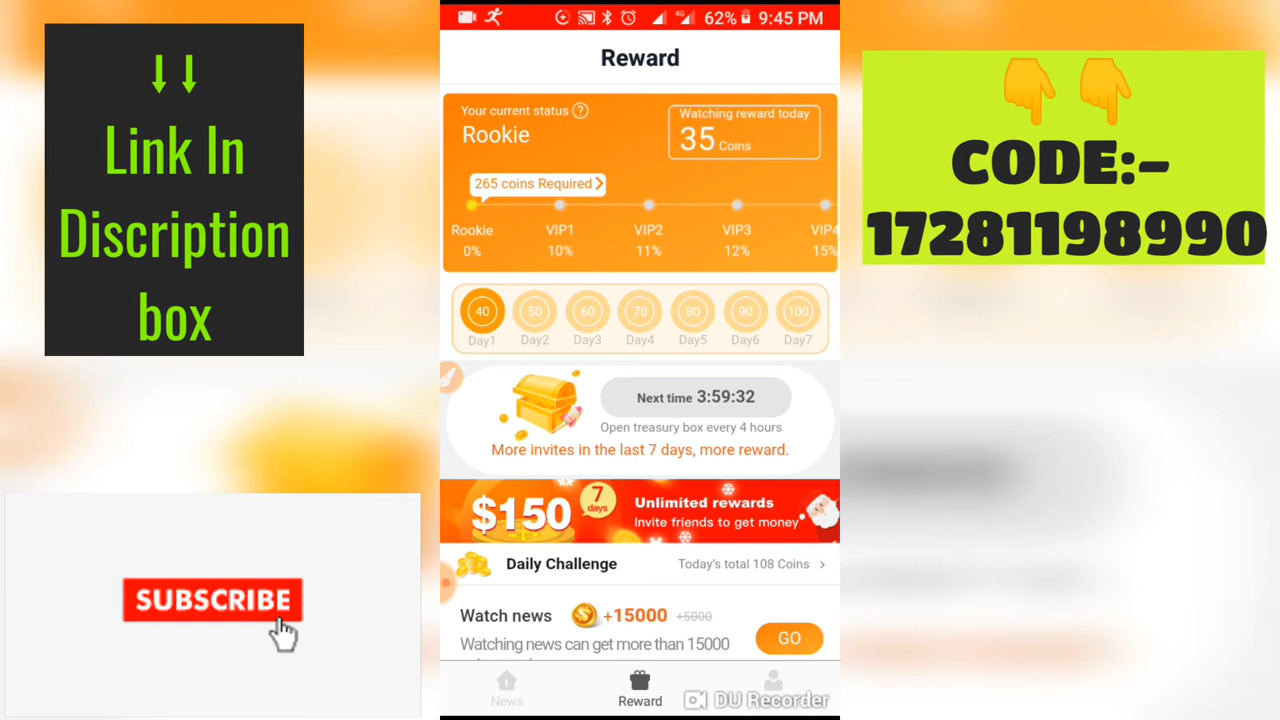 ↓↓
Link In
Discription
box
SUBSCRIBE
62% 9:45 PM
Reward
Your current status ?
Rookie
Watching reward today
35 Coins
265 coins Required >
Rookie VIP1 VIP2 VIP3 VIP4
0% 10% 11% 12% 15%
40 50 60 70 80 90 100
Day1 Day2 Day3 Day4 Day5 Day6 Day7
Next time 3:59:32
Open treasury box every 4 hours
More invites in the last 7 days, more reward.
$150 7 days
Unlimited rewards
Invite friends to get money
Daily Challenge Today's total 108 Coins >
Watch news +15000 +5000
Watching news can get more than 15000
GO
News Reward
DU Recorder
👇 👇
CODE:-
17281198990